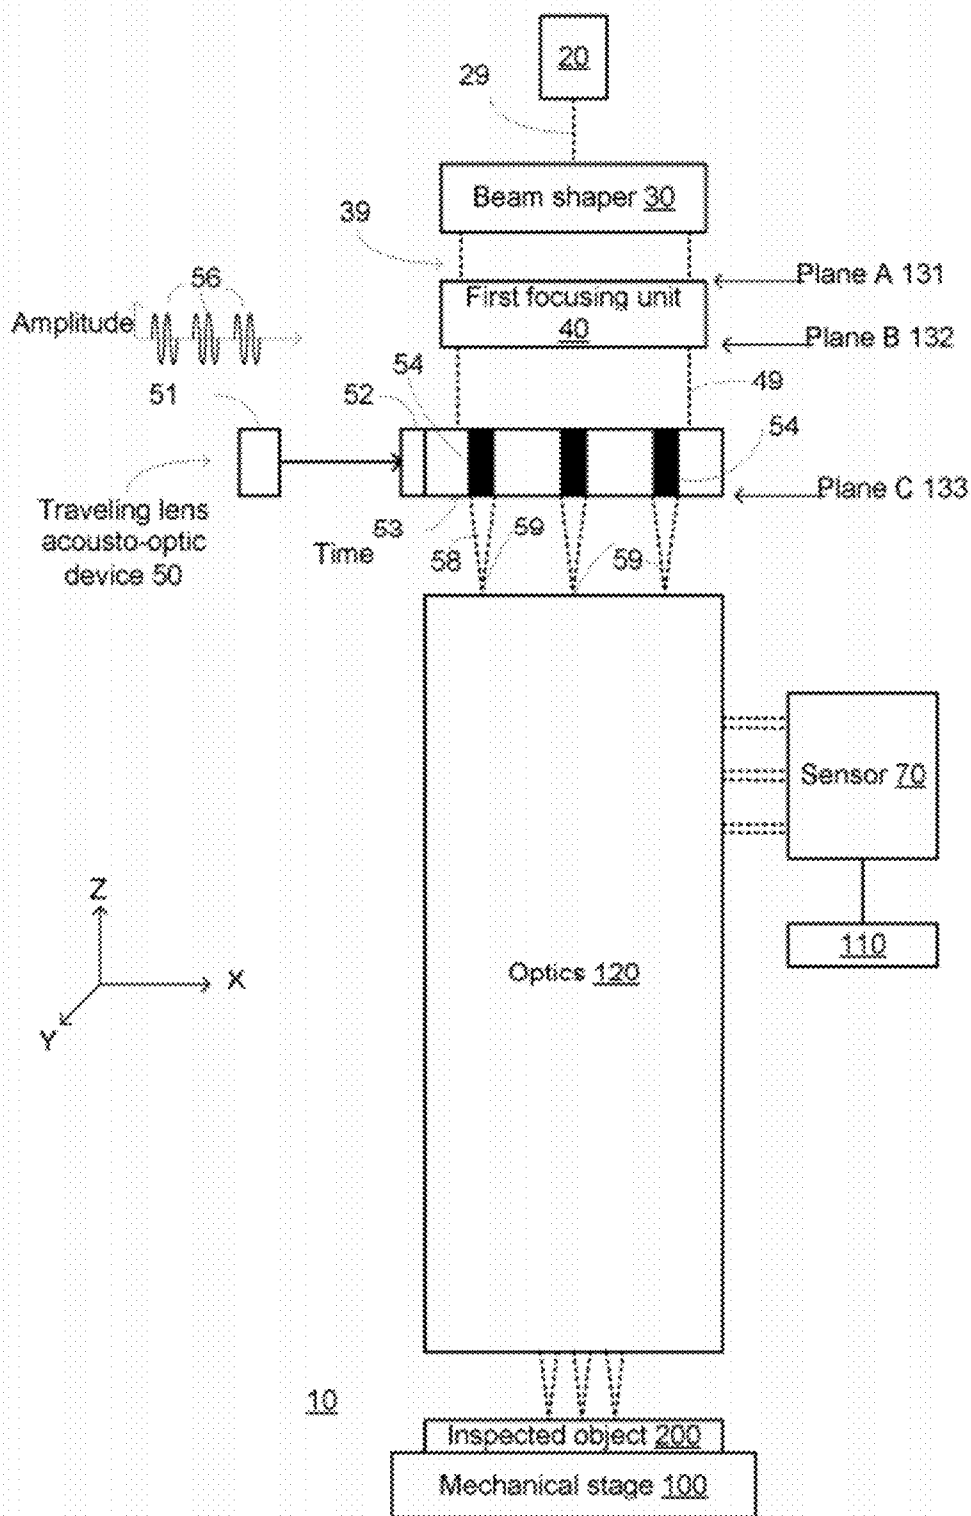 20
29
Beam shaper 30
39
Plane A 131
First focusing unit
40
56
Amplitude
Plane B 132
54
49
51
52
54
Plane C 133
Traveling lens
acousto-optic
device 50
53
Time
58
59
59
Sensor 70
110
Z
X
Y
Optics 120
10
Inspected object 200
Mechanical stage 100